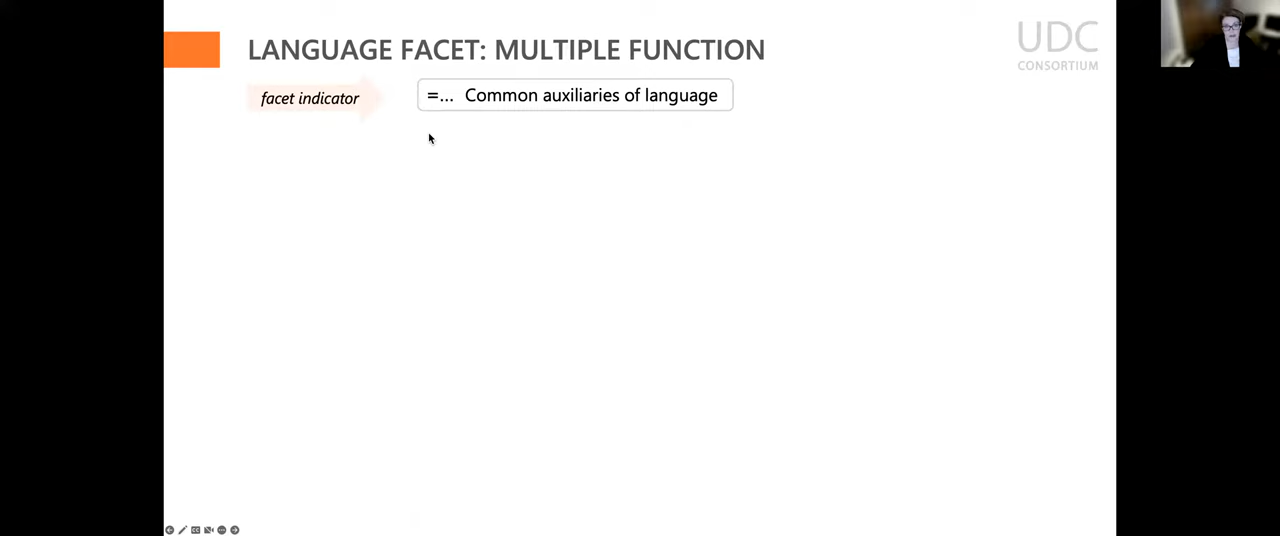 LANGUAGE FACET: MULTIPLE FUNCTION
UDC
CONSORTIUM
facet indicator
=... Common auxiliaries of language